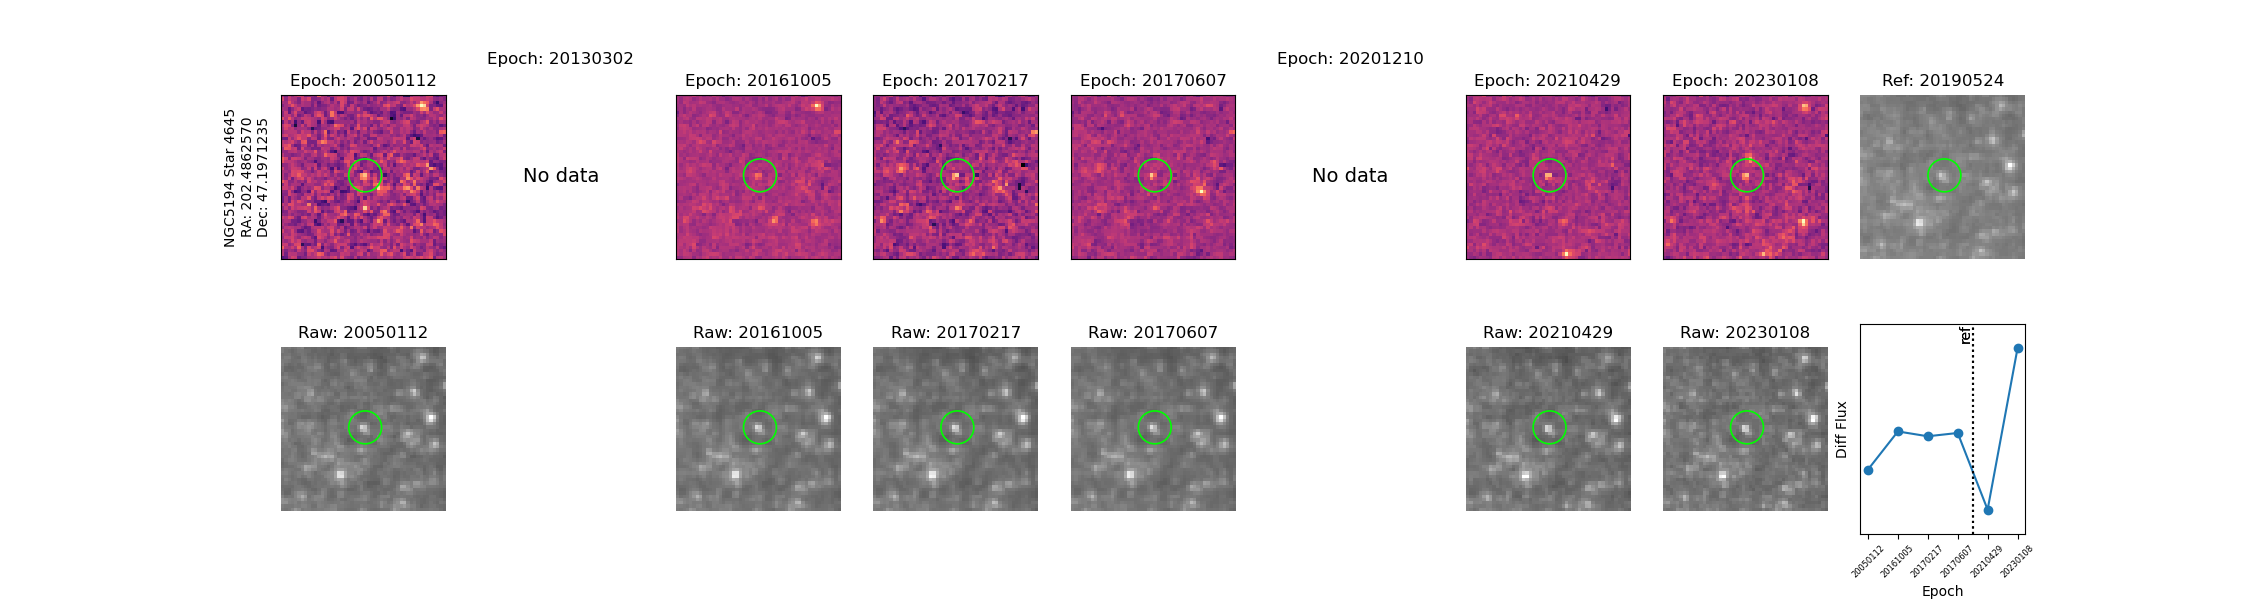 Epoch: 20130302
Epoch: 20201210
Epoch: 20050112
Epoch: 20161005
Epoch: 20170217
Epoch: 20170607
Epoch: 20210429
Epoch: 20230108
Ref: 20190524
NGC5194 Star 4645
RA: 202.4862570
Dec: 47.1971235
No data
No data
Raw: 20050112
Raw: 20161005
Raw: 20170217
Raw: 20170607
Raw: 20210429
Raw: 20230108
ref
Diff Flux
20050112
20161005
20170217
20170607
20210429
20230108
Epoch